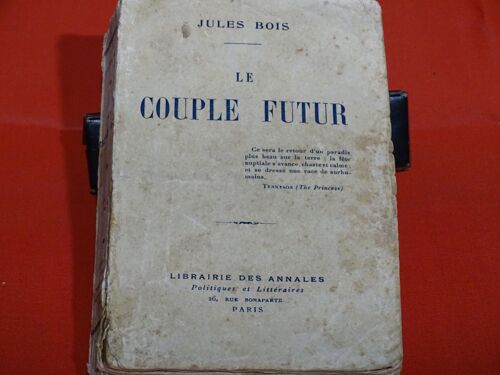 JULES BOIS
LE
COUPLE FUTUR
Ce sera le retour d'un paradis
plus beau sur la terre ; la fête
nuptiale s'avance, chaste et calme,
et se dresse une race de surhu-
mains.
TENNYSON (The Princess)
LIBRAIRIE DES ANNALES
Politiques et Littéraires
26, RUE BONAPARTE
PARIS